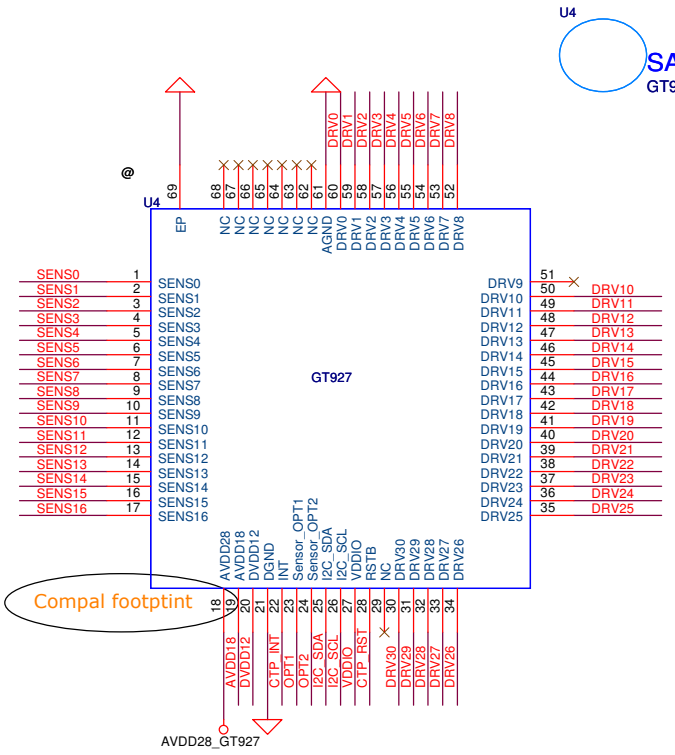 U4
SA
GT9
DRV0
DRV1
DRV2
DRV3
DRV4
DRV5
DRV6
DRV7
DRV8
@
U4
69
68
67
66
65
64
63
62
61
60
59
58
57
56
55
54
53
52
EP
NC
NC
NC
NC
NC
NC
NC
AGND
DRV0
DRV1
DRV2
DRV3
DRV4
DRV5
DRV6
DRV7
DRV8
SENS0 1 SENS0
SENS1 2 SENS1
SENS2 3 SENS2
SENS3 4 SENS3
SENS4 5 SENS4
SENS5 6 SENS5
SENS6 7 SENS6
SENS7 8 SENS7
SENS8 9 SENS8
SENS9 10 SENS9
SENS10 11 SENS10
SENS11 12 SENS11
SENS12 13 SENS12
SENS13 14 SENS13
SENS14 15 SENS14
SENS15 16 SENS15
SENS16 17 SENS16
GT927
DRV9 51
DRV10 50 DRV10
DRV11 49 DRV11
DRV12 48 DRV12
DRV13 47 DRV13
DRV14 46 DRV14
DRV15 45 DRV15
DRV16 44 DRV16
DRV17 43 DRV17
DRV18 42 DRV18
DRV19 41 DRV19
DRV20 40 DRV20
DRV21 39 DRV21
DRV22 38 DRV22
DRV23 37 DRV23
DRV24 36 DRV24
DRV25 35 DRV25
AVDD28
AVDD18
DVDD12
DGND
INT
Sensor_OPT1
Sensor_OPT2
I2C_SDA
I2C_SCL
VDDIO
RSTB
NC
DRV30
DRV29
DRV28
DRV27
DRV26
Compal footptint
18
19
20
21
22
23
24
25
26
27
28
29
30
31
32
33
34
AVDD18
DVDD12
CTP_INT
OPT1
OPT2
I2C_SDA
I2C_SCL
VDDIO
CTP_RST
DRV30
DRV29
DRV28
DRV27
DRV26
AVDD28_GT927